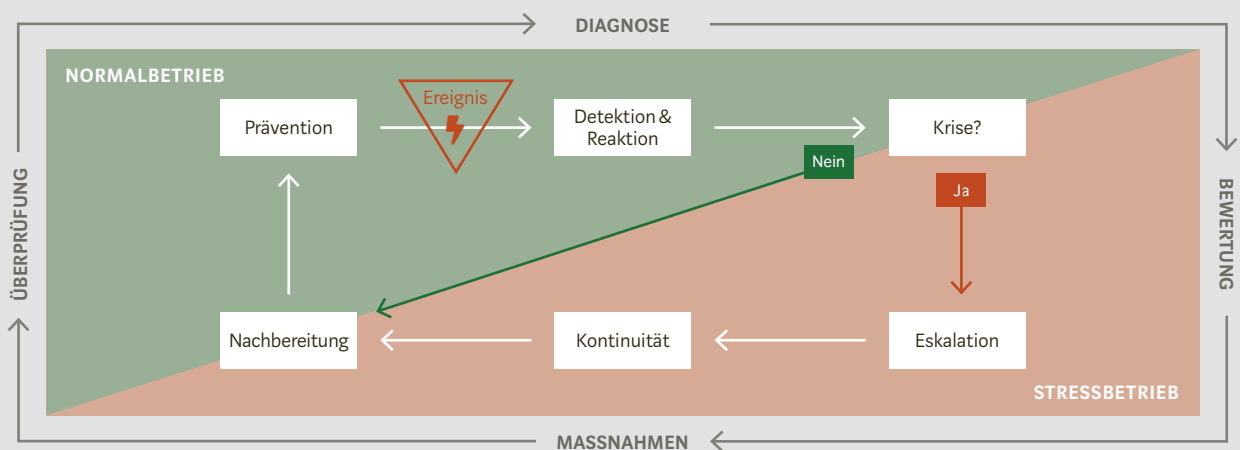 DIAGNOSE
NORMALBETRIEB
Ereignis
Prävention
Detektion &
Reaktion
Krise?
Nein
Ja
ÜBERPRÜFUNG
BEWERTUNG
Nachbereitung
Kontinuität
Eskalation
STRESSBETRIEB
MASSNAHMEN